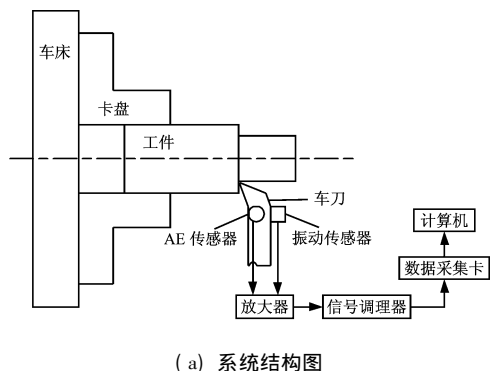 车床
卡盘
工件
车刀
AE 传感器
振动传感器
计算机
数据采集卡
放大器
信号调理器
(a) 系统结构图